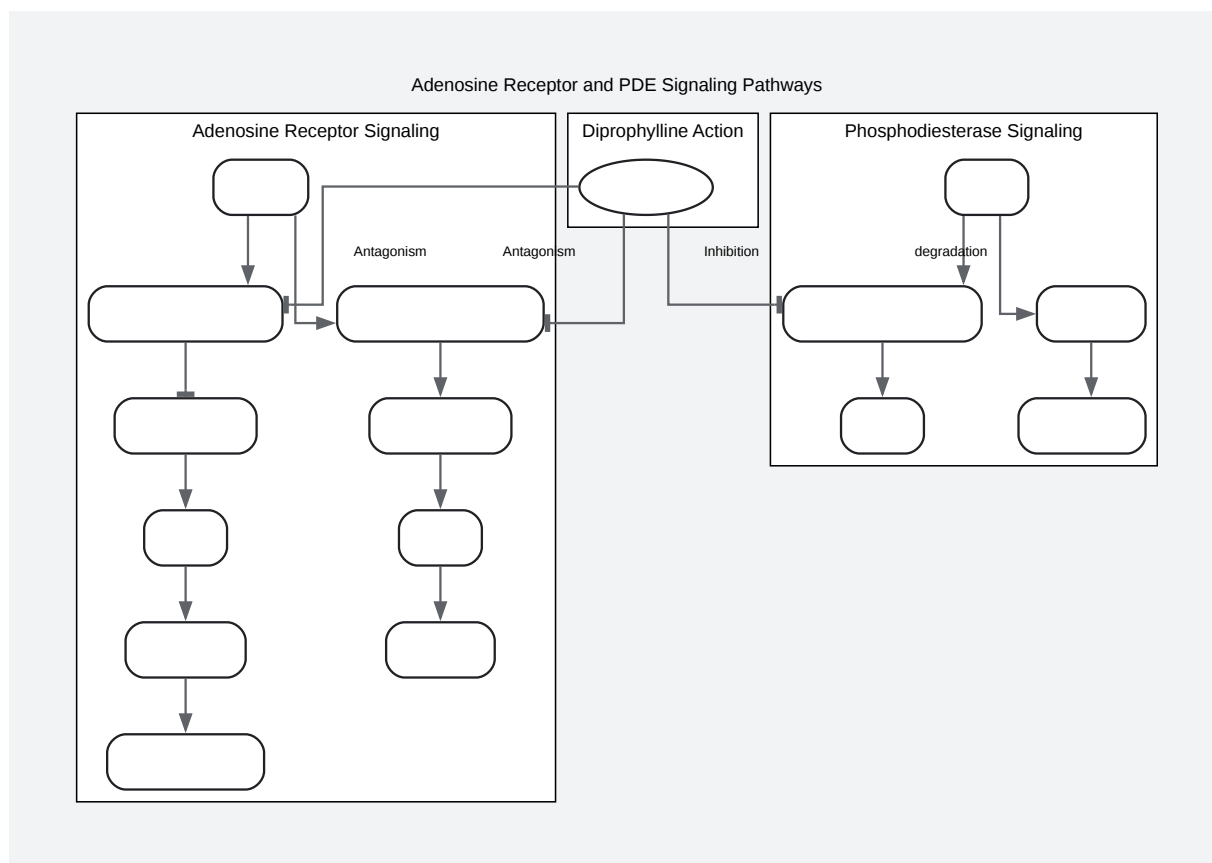 Adenosine Receptor and PDE Signaling Pathways
Adenosine Receptor Signaling
Diprophylline Action
Phosphodiesterase Signaling
Antagonism
Antagonism
Inhibition
degradation